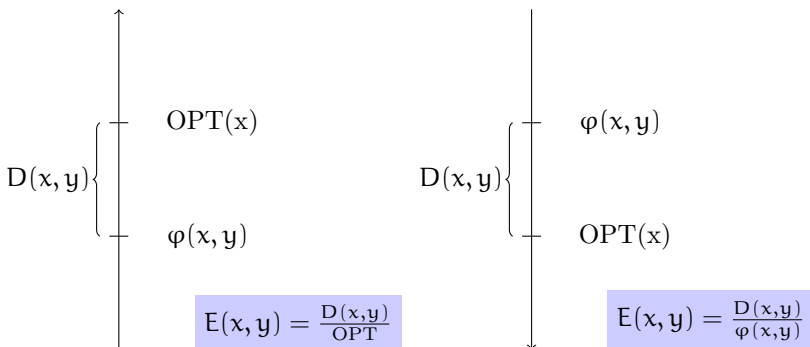 OPT(x)
D(x, y)
φ(x, y)
E(x, y) = D(x,y)/OPT
φ(x, y)
D(x, y)
OPT(x)
E(x, y) = D(x,y)/φ(x,y)